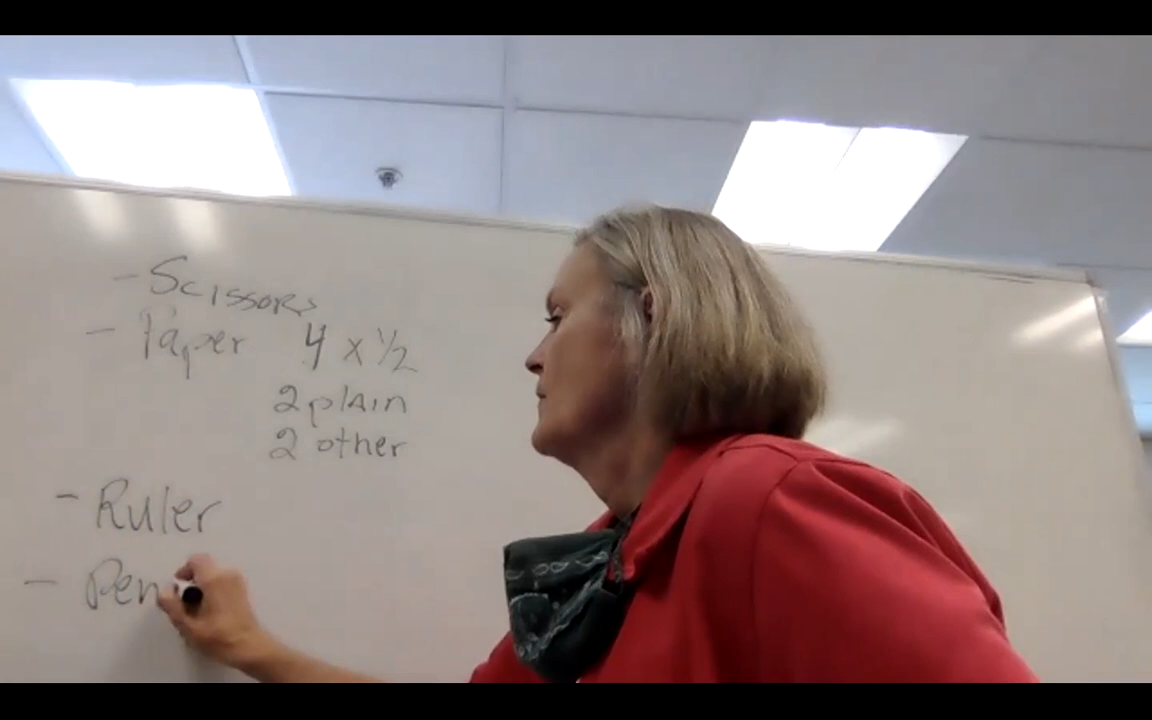 - Scissors
- Paper 4 x 1/2
2 plain
2 other
- Ruler
- Pen